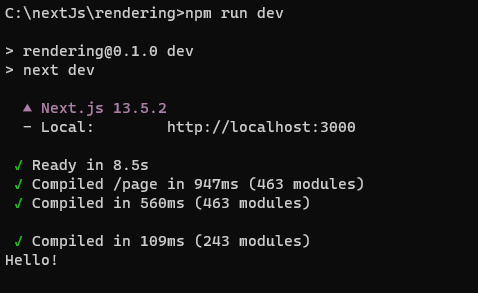 C:\nextJs\rendering>npm run dev
> rendering@0.1.0 dev
> next dev
▲ Next.js 13.5.2
- Local: http://localhost:3000
✓ Ready in 8.5s
✓ Compiled /page in 947ms (463 modules)
✓ Compiled in 560ms (463 modules)
✓ Compiled in 109ms (243 modules)
Hello!